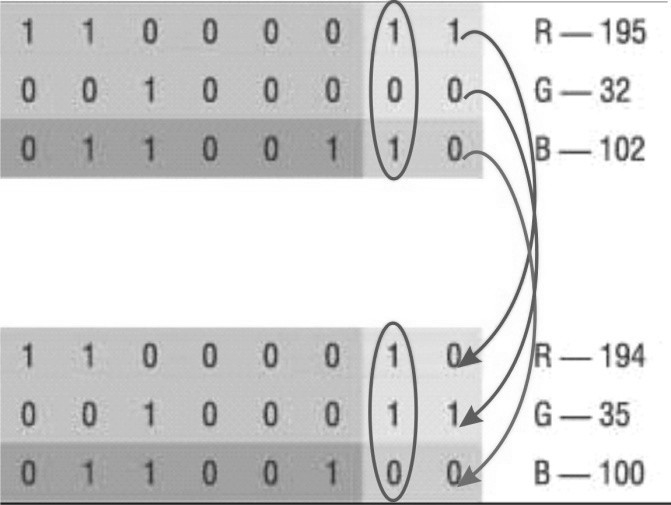 1 1 0 0 0 0 1 1 R — 195
0 0 1 0 0 0 0 0 G — 32
0 1 1 0 0 1 1 0 B — 102
1 1 0 0 0 0 1 0 R — 194
0 0 1 0 0 0 1 1 G — 35
0 1 1 0 0 1 0 0 B — 100